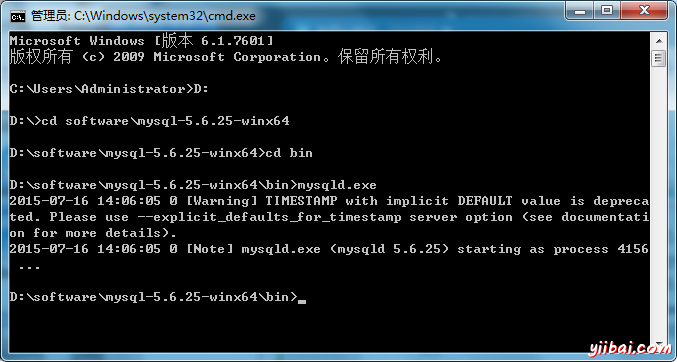 管理员: C:\Windows\system32\cmd.exe
Microsoft Windows [版本 6.1.7601]
版权所有 (c) 2009 Microsoft Corporation。保留所有权利。
C:\Users\Administrator>D:
D:\>cd software\mysql-5.6.25-winx64
D:\software\mysql-5.6.25-winx64>cd bin
D:\software\mysql-5.6.25-winx64\bin>mysqld.exe
2015-07-16 14:06:05 0 [Warning] TIMESTAMP with implicit DEFAULT value is depreca
ted. Please use --explicit_defaults_for_timestamp server option (see documentati
on for more details).
2015-07-16 14:06:05 0 [Note] mysqld.exe (mysqld 5.6.25) starting as process 4156
 ...
D:\software\mysql-5.6.25-winx64\bin>_
yiibai.com